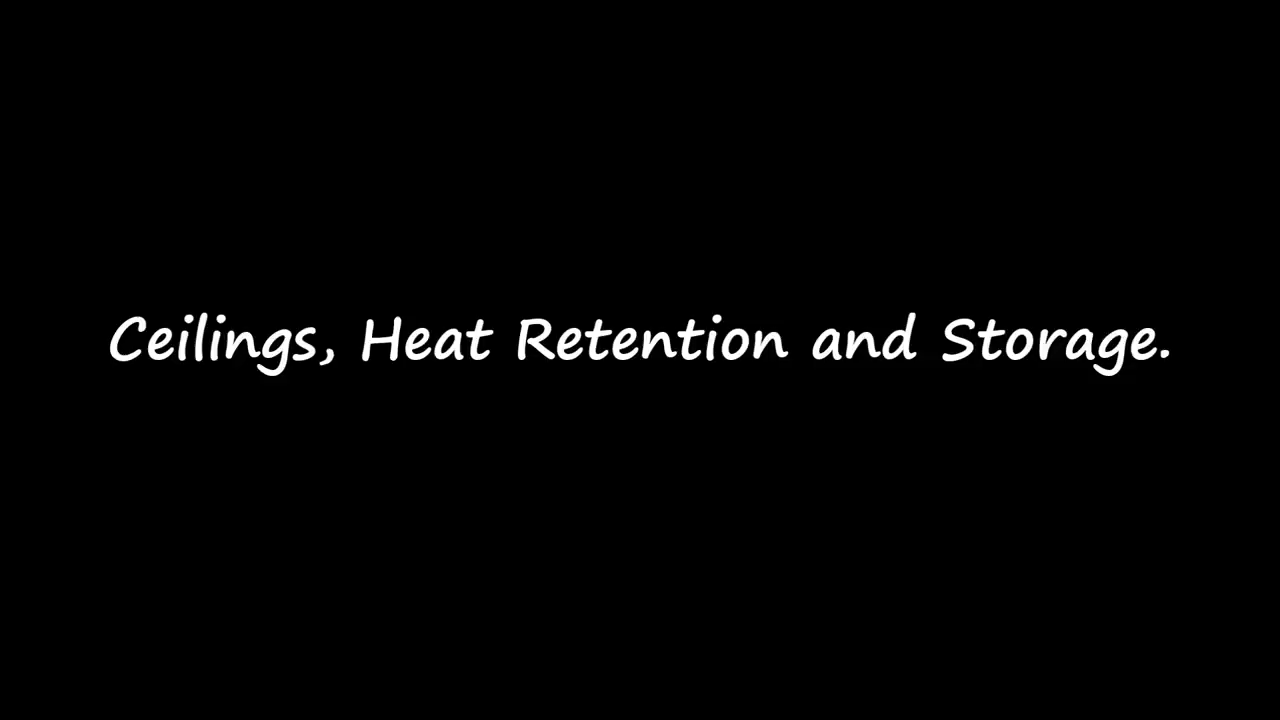 Ceilings, Heat Retention and Storage.